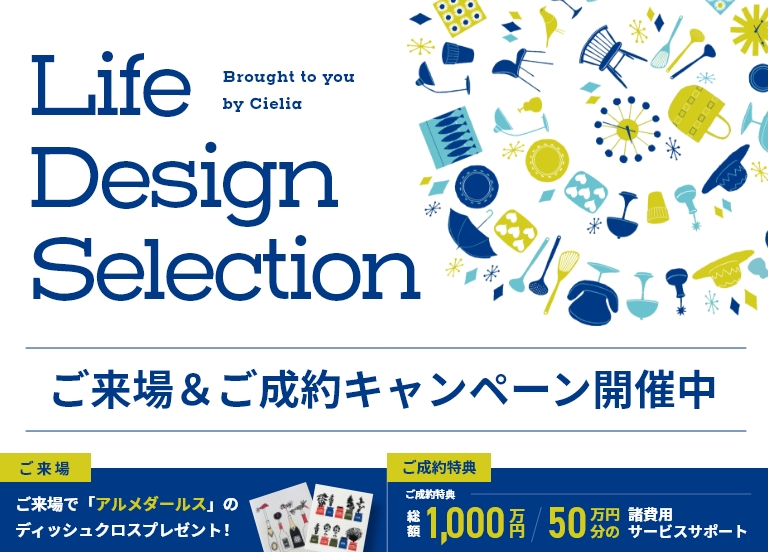 Life
Brought to you
by Cielia
Design
Selection
ご来場＆ご成約キャンペーン開催中
ご来場
ご来場で「アルメダールス」の
ディッシュクロスプレゼント！
ご成約特典
ご成約特典
総額1,000万円/50万円分の諸費用サービスサポート